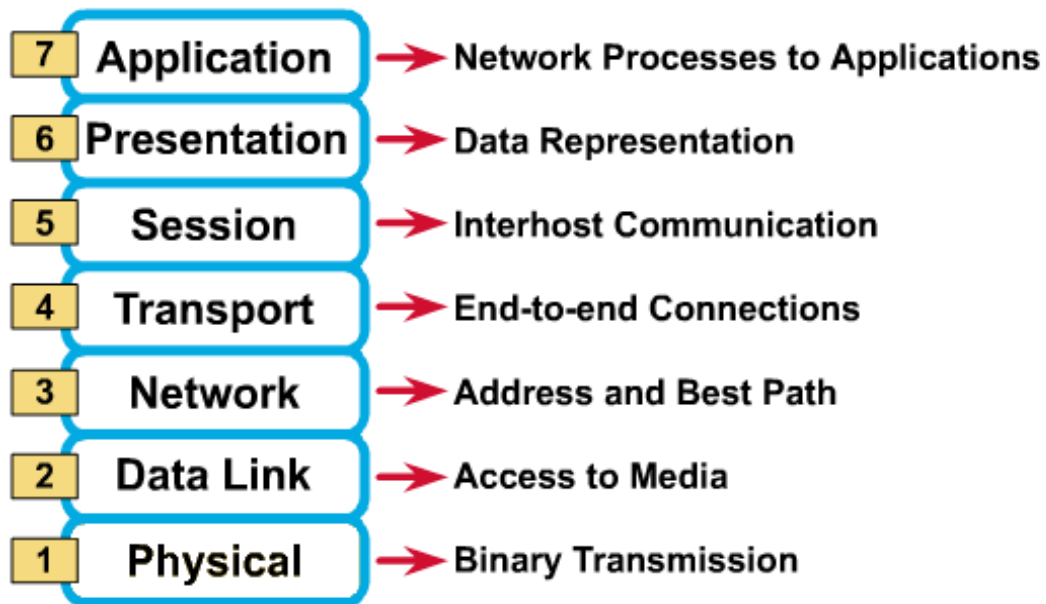 7 Application Network Processes to Applications
6 Presentation Data Representation
5 Session Interhost Communication
4 Transport End-to-end Connections
3 Network Address and Best Path
2 Data Link Access to Media
1 Physical Binary Transmission